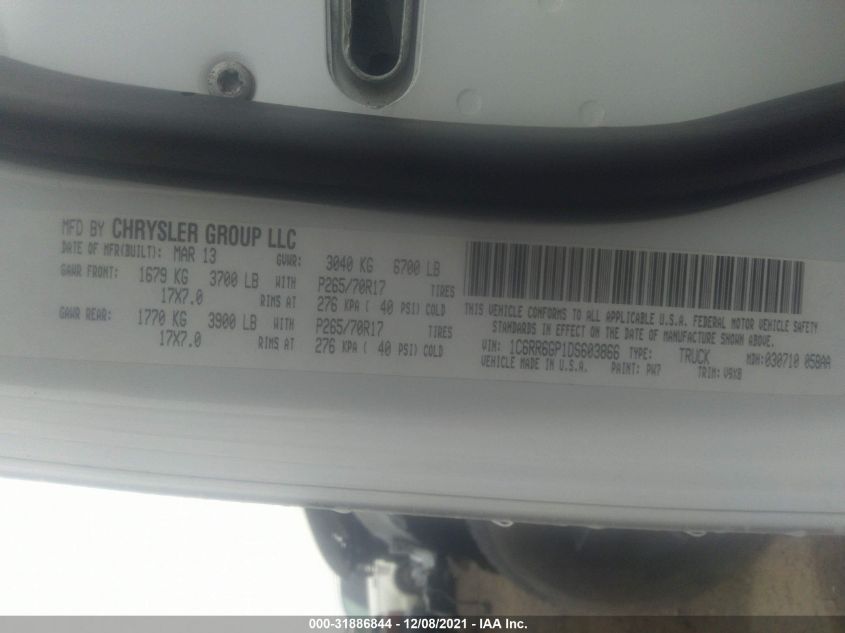 MFD BY CHRYSLER GROUP LLC
DATE OF MFR(BUILT): MAR 13 GVWR: 3040 KG 6700 LB
GAWR FRONT: 1679 KG 3700 LB WITH P265/70R17 TIRES
17X7.0 RIMS AT 276 KPA ( 40 PSI) COLD
GAWR REAR: 1770 KG 3900 LB WITH P265/70R17 TIRES
17X7.0 RIMS AT 276 KPA ( 40 PSI) COLD
THIS VEHICLE CONFORMS TO ALL APPLICABLE U.S.A. FEDERAL MOTOR VEHICLE SAFETY
STANDARDS IN EFFECT ON THE DATE OF MANUFACTURE SHOWN ABOVE.
VIN: 1C6RR6GP1DS603866 TYPE: TRUCK MDH:030710 058AA
VEHICLE MADE IN U.S.A. PAINT: PW7 TRIM: V9X8
000-31886844 - 12/08/2021 - IAA Inc.